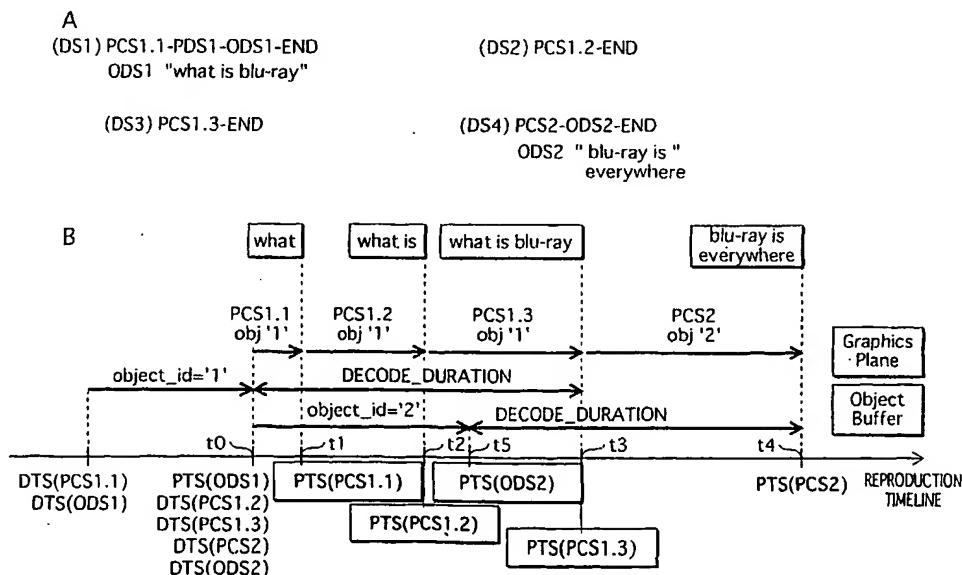 A
(DS1) PCS1.1-PDS1-ODS1-END
ODS1 "what is blu-ray"
(DS2) PCS1.2-END
(DS3) PCS1.3-END
(DS4) PCS2-ODS2-END
ODS2 " blu-ray is "
everywhere
B
what
what is
what is blu-ray
blu-ray is
everywhere
PCS1.1
obj '1'
PCS1.2
obj '1'
PCS1.3
obj '1'
PCS2
obj '2'
Graphics
Plane
object_id='1'
DECODE_DURATION
object_id='2'
DECODE_DURATION
Object
Buffer
t0
t1
t2
t5
t3
t4
DTS(PCS1.1)
DTS(ODS1)
PTS(ODS1)
DTS(PCS1.2)
DTS(PCS1.3)
DTS(PCS2)
DTS(ODS2)
PTS(PCS1.1)
PTS(PCS1.2)
PTS(ODS2)
PTS(PCS1.3)
PTS(PCS2)
REPRODUCTION
TIMELINE